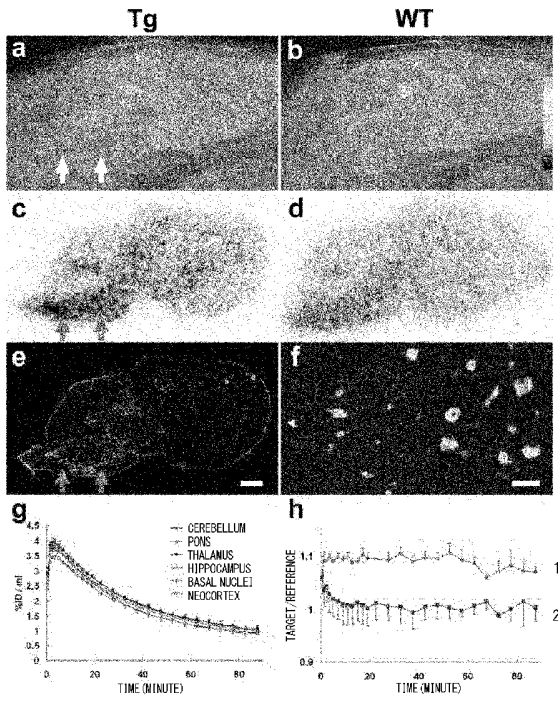 Tg WT
a b
c d
e f
g h
4.5
4
3.5
3
2.5
2
1.5
1
0.5
0
%ID / ml
CEREBELLUM
PONS
THALAMUS
HIPPOCAMPUS
BASAL NUCLEI
NEOCORTEX
0 20 40 60 80
TIME(MINUTE)
TARGET/REFERENCE
1.1
1
0.9
1
2
0 20 40 60 80
TIME(MINUTE)